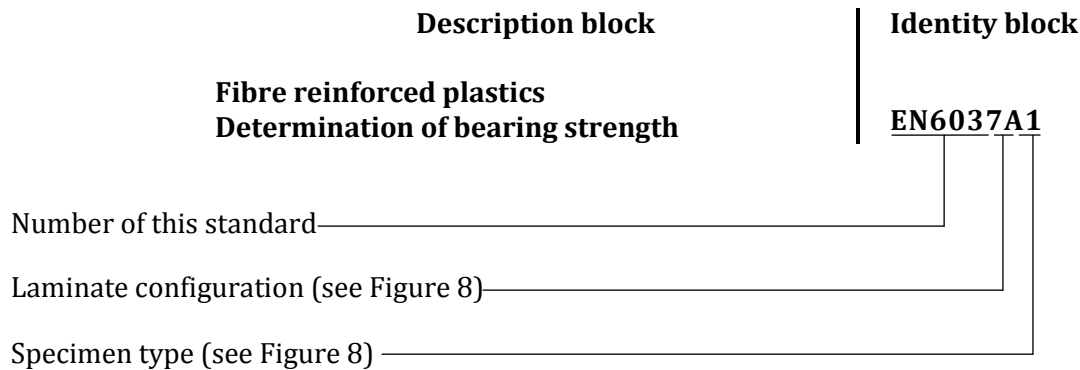 Description block Identity block
Fibre reinforced plastics
Determination of bearing strength EN6037A1
Number of this standard
Laminate configuration (see Figure 8)
Specimen type (see Figure 8)